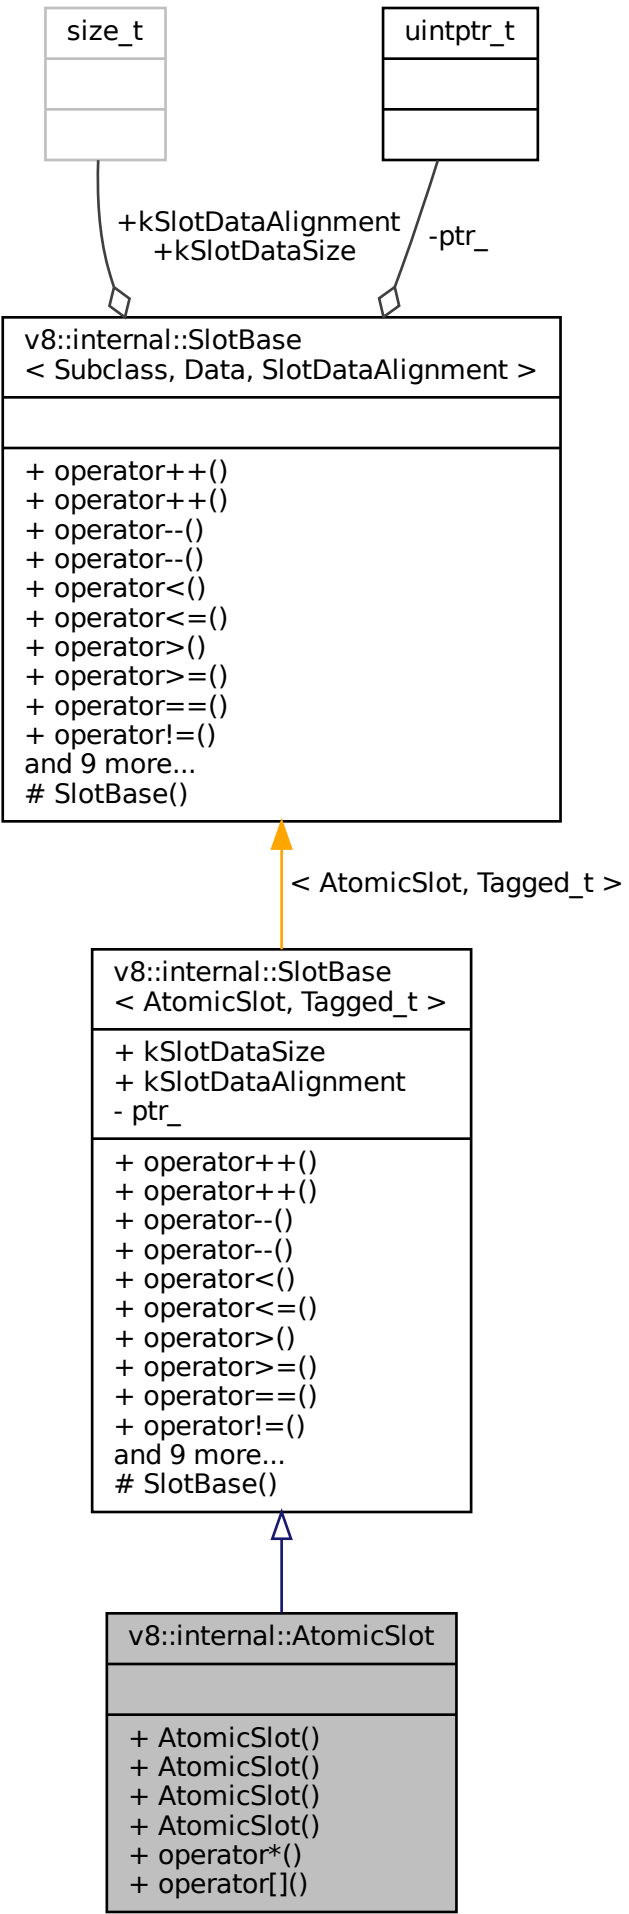 size_t
uintptr_t
+kSlotDataAlignment
+kSlotDataSize
-ptr_
v8::internal::SlotBase
< Subclass, Data, SlotDataAlignment >
+ operator++()
+ operator++()
+ operator--()
+ operator--()
+ operator<()
+ operator<=()
+ operator>()
+ operator>=()
+ operator==()
+ operator!=()
and 9 more...
# SlotBase()
< AtomicSlot, Tagged_t >
v8::internal::SlotBase
< AtomicSlot, Tagged_t >
+ kSlotDataSize
+ kSlotDataAlignment
- ptr_
+ operator++()
+ operator++()
+ operator--()
+ operator--()
+ operator<()
+ operator<=()
+ operator>()
+ operator>=()
+ operator==()
+ operator!=()
and 9 more...
# SlotBase()
v8::internal::AtomicSlot
+ AtomicSlot()
+ AtomicSlot()
+ AtomicSlot()
+ AtomicSlot()
+ operator*()
+ operator[]()